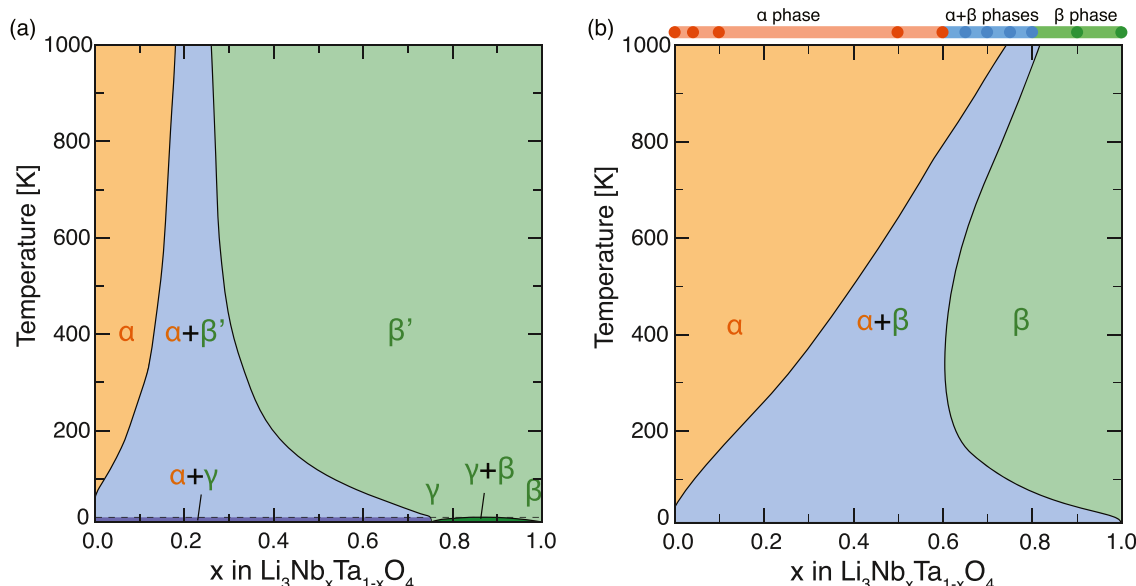 (a)
1000
800
600
400
200
0
Temperature [K]
α
α+β’
β’
α+γ
γ
γ+β
β
0.0 0.2 0.4 0.6 0.8 1.0
x in Li₃NbₓTa₁₋ₓO₄
(b)
α phase α+β phases β phase
1000
800
600
400
200
0
Temperature [K]
α
α+β
β
0.0 0.2 0.4 0.6 0.8 1.0
x in Li₃NbₓTa₁₋ₓO₄